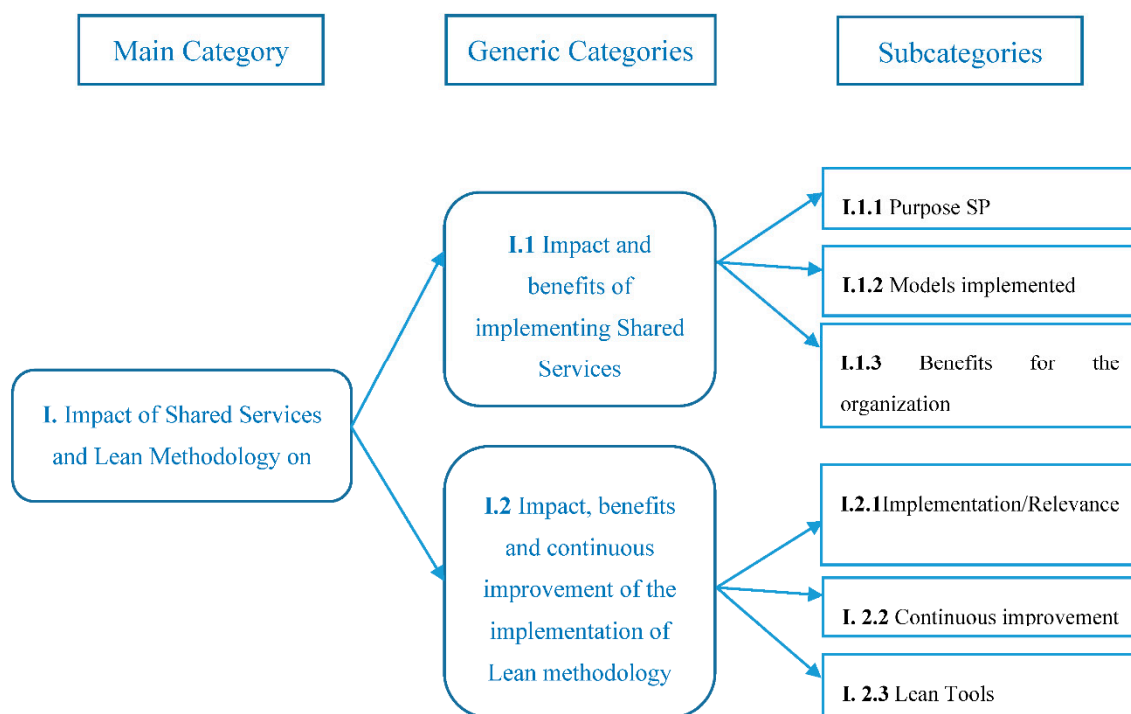 Main Category
Generic Categories
Subcategories
I. Impact of Shared Services
and Lean Methodology on
I.1 Impact and
benefits of
implementing Shared
Services
I.2 Impact, benefits
and continuous
improvement of the
implementation of
Lean methodology
I.1.1 Purpose SP
I.1.2 Models implemented
I.1.3 Benefits for the
organization
I.2.1Implementation/Relevance
I. 2.2 Continuous improvement
I. 2.3 Lean Tools